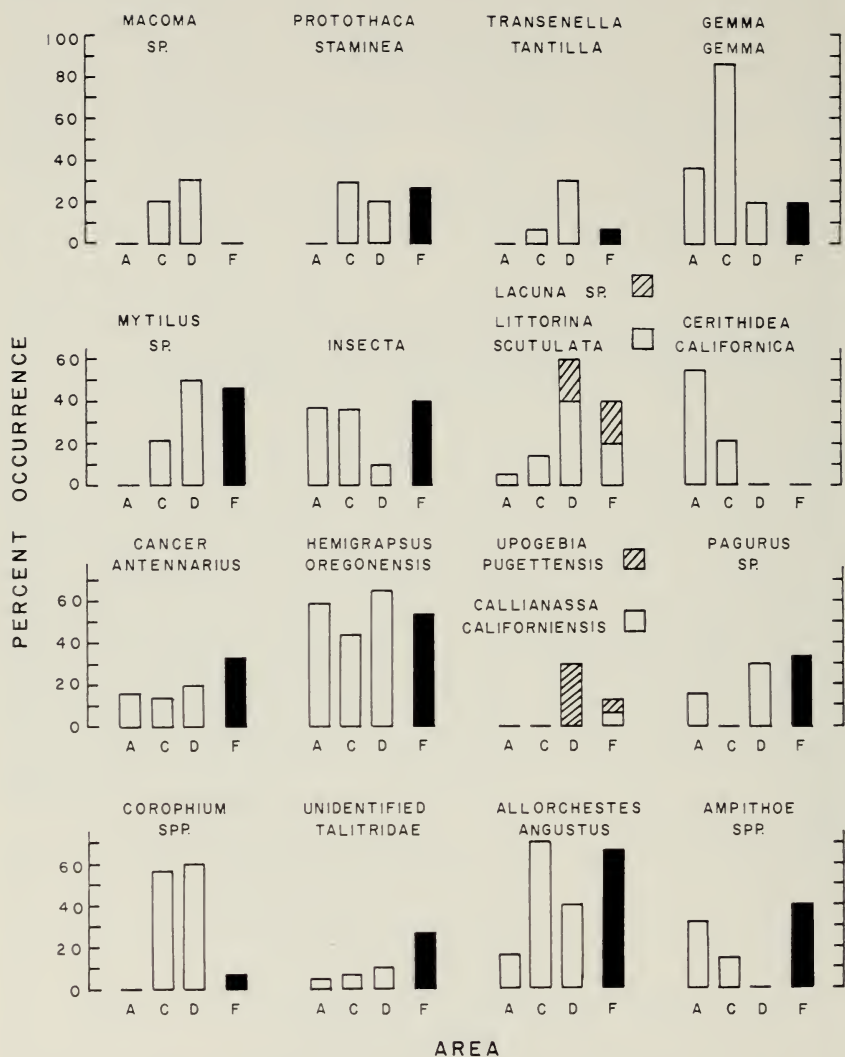 MACOMA
SP.
PROTOTHACA
STAMINEA
TRANSENELLA
TANTILLA
GEMMA
GEMMA
100
80
60
40
20
0
A C D F
A C D F
A C D F
A C D F
LACUNA SP.
MYTILUS
SP.
INSECTA
LITTORINA
SCUTULATA
CERITHIDEA
CALIFORNICA
60
40
20
0
A C D F
A C D F
A C D F
A C D F
CANCER
ANTENNARIUS
HEMIGRAPSUS
OREGONENSIS
UPOGEBIA
PUGETTENSIS
CALLIANASSA
CALIFORNIENSIS
PAGURUS
SP.
60
40
20
0
A C D F
A C D F
A C D F
A C D F
COROPHIUM
SPP.
UNIDENTIFIED
TALITRIDAE
ALLORCHESTES
ANGUSTUS
AMPITHOE
SPP.
60
40
20
0
A C D F
A C D F
A C D F
A C D F
PERCENT OCCURRENCE
AREA